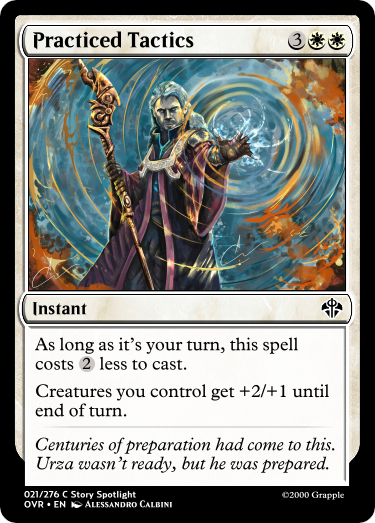 Practiced Tactics 3
Instant
As long as it's your turn, this spell
costs 2 less to cast.
Creatures you control get +2/+1 until
end of turn.
Centuries of preparation had come to this.
Urza wasn't ready, but he was prepared.
021/276 C Story Spotlight
OVR • EN Alessandro Calbini
©2000 Grapple